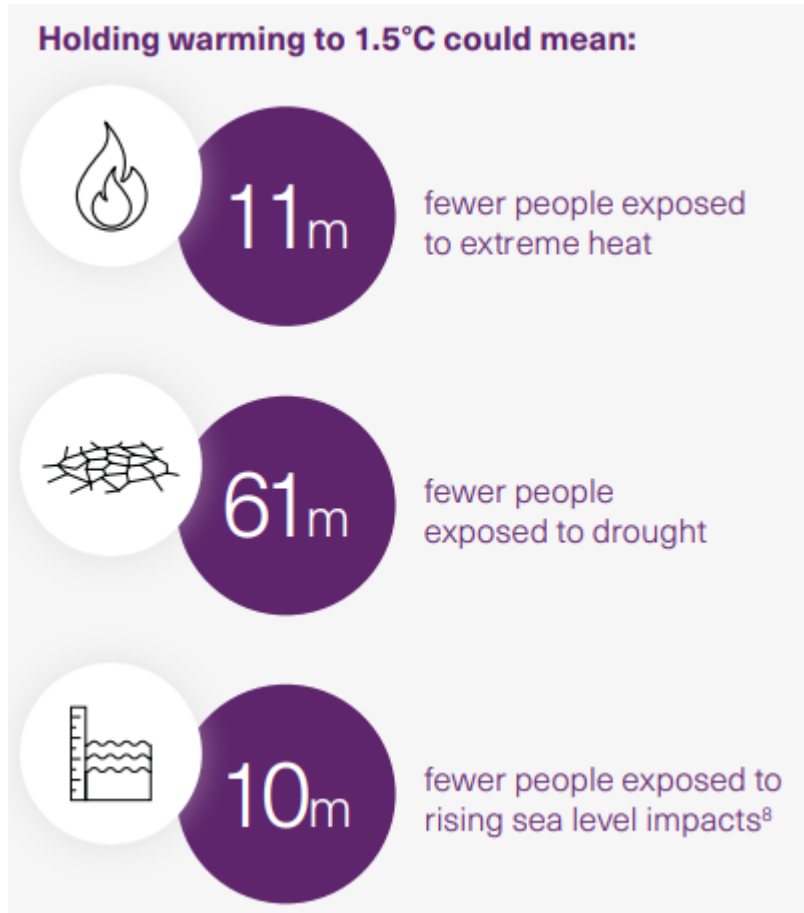 Holding warming to 1.5°C could mean:
11m
fewer people exposed
to extreme heat
61m
fewer people
exposed to drought
10m
fewer people exposed to
rising sea level impacts⁸